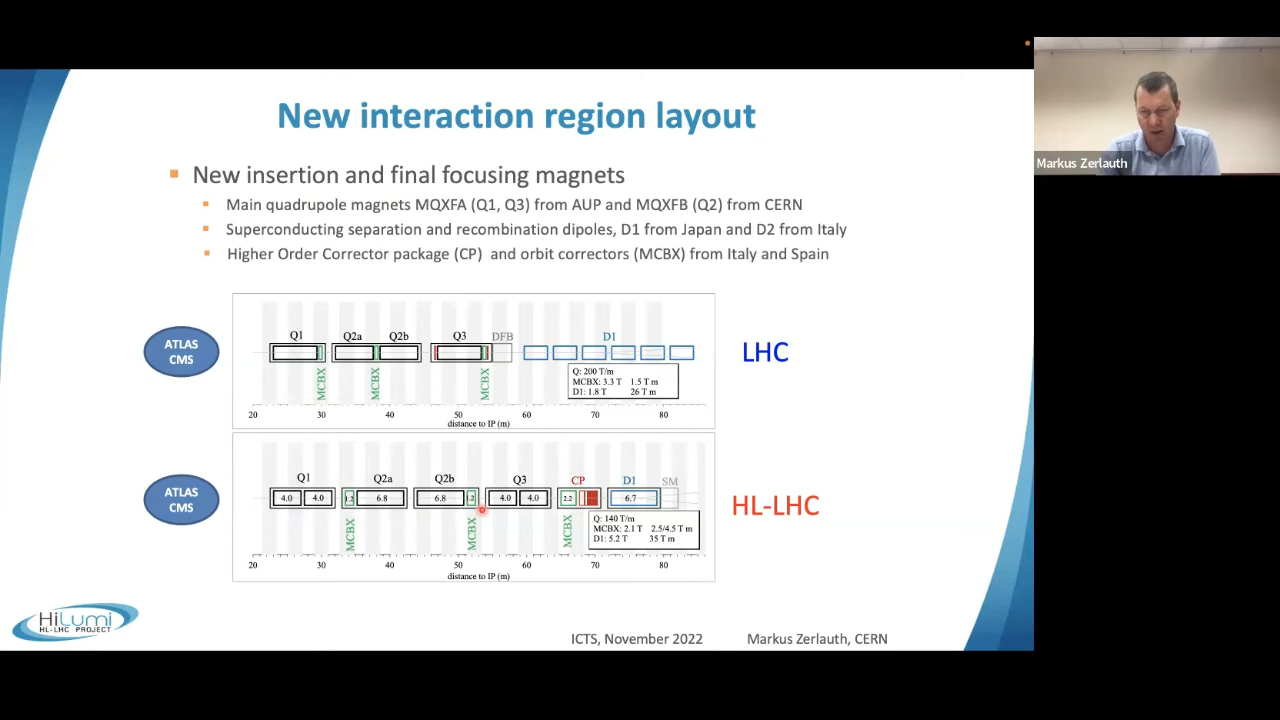 New interaction region layout
New insertion and final focusing magnets
Main quadrupole magnets MQXFA (Q1, Q3) from AUP and MQXFB (Q2) from CERN
Superconducting separation and recombination dipoles, D1 from Japan and D2 from Italy
Higher Order Corrector package (CP) and orbit correctors (MCBX) from Italy and Spain
Markus Zerlauth
ATLAS
CMS
Q1 Q2a Q2b Q3 DFB D1
MCBX MCBX MCBX
Q: 200 T/m
MCBX: 3.3 T 1.5 T m
D1: 1.8 T 26 T m
20 30 40 50 60 70 80
distance to IP (m)
LHC
ATLAS
CMS
Q1 Q2a Q2b Q3 CP D1 SM
4.0 4.0 1.2 6.8 6.8 1.2 4.0 4.0 2.2 6.7
MCBX MCBX MCBX
Q: 140 T/m
MCBX: 2.1 T 2.5/4.5 T m
D1: 5.2 T 35 T m
20 30 40 50 60 70 80
distance to IP (m)
HL-LHC
HiLumi
HL-LHC PROJECT
ICTS, November 2022 Markus Zerlauth, CERN